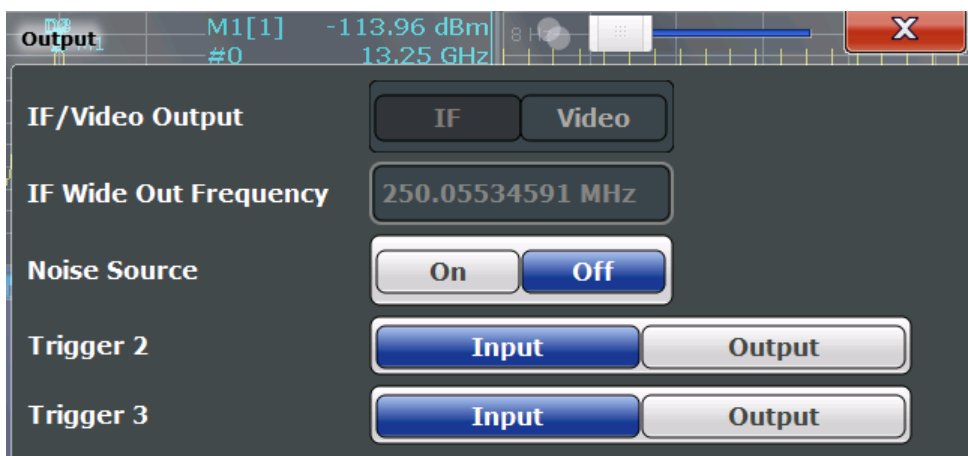 Output M1[1] -113.96 dBm
#0 13.25 GHz
X
IF/Video Output IF Video
IF Wide Out Frequency 250.05534591 MHz
Noise Source On Off
Trigger 2 Input Output
Trigger 3 Input Output